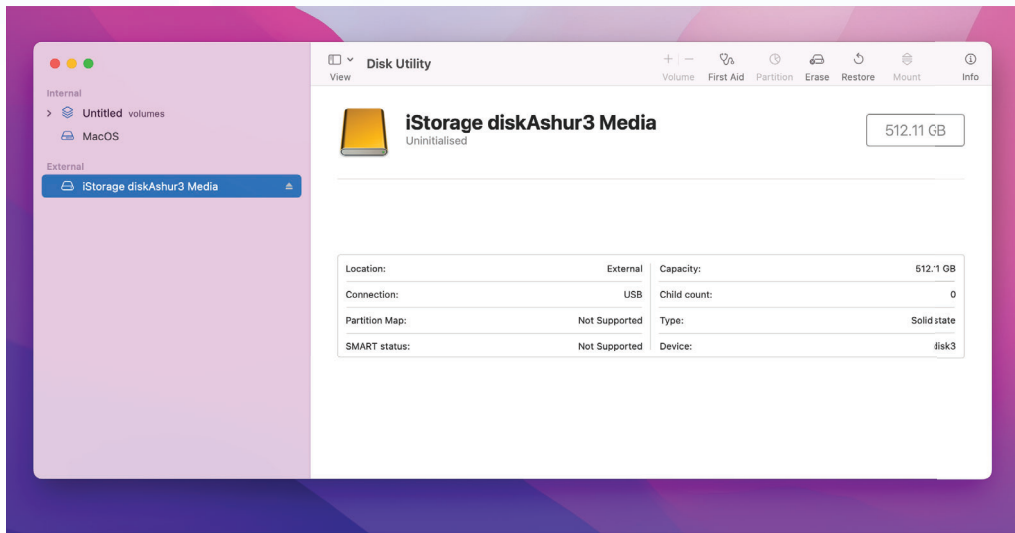 Disk Utility
View
Volume First Aid Partition Erase Restore Mount Info
Internal
Untitled volumes
MacOS
External
iStorage diskAshur3 Media
iStorage diskAshur3 Media
Uninitialised
512.11 GB
Location: External
Capacity: 512.1 GB
Connection: USB
Child count: 0
Partition Map: Not Supported
Type: Solid state
SMART status: Not Supported
Device: disk3